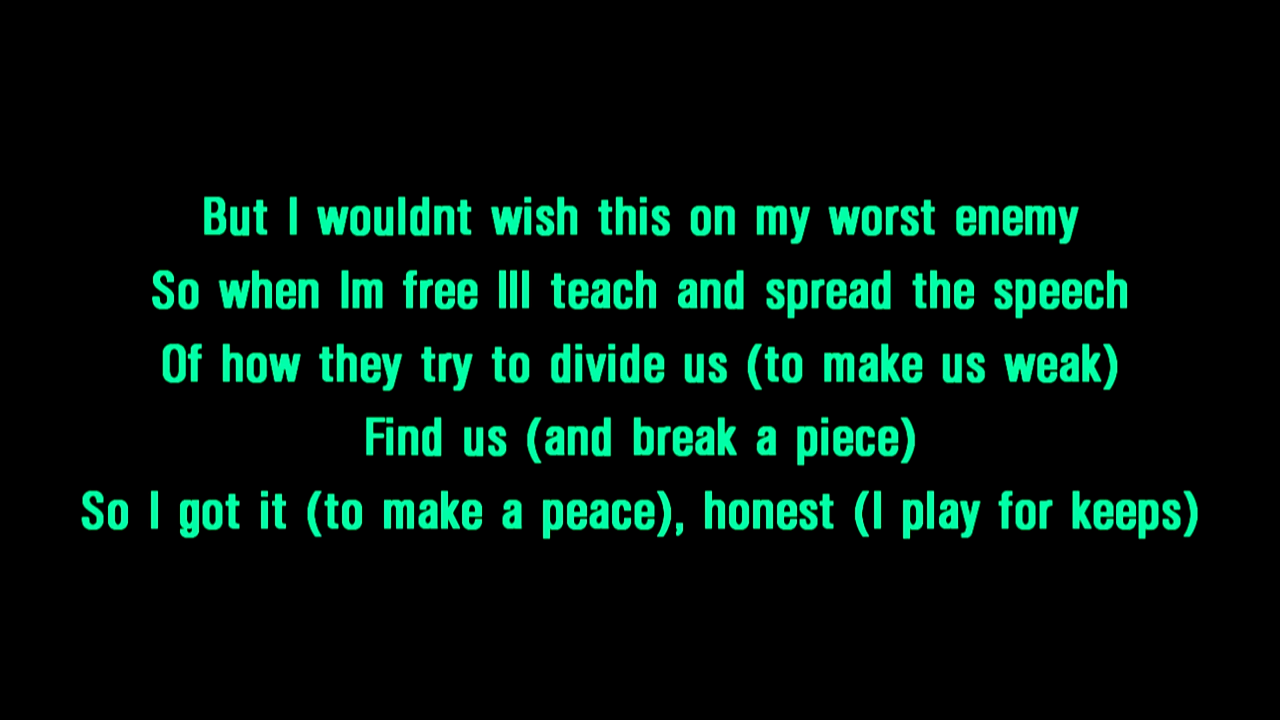 But I wouldnt wish this on my worst enemy
So when Im free Ill teach and spread the speech
Of how they try to divide us (to make us weak)
Find us (and break a piece)
So I got it (to make a peace), honest (I play for keeps)